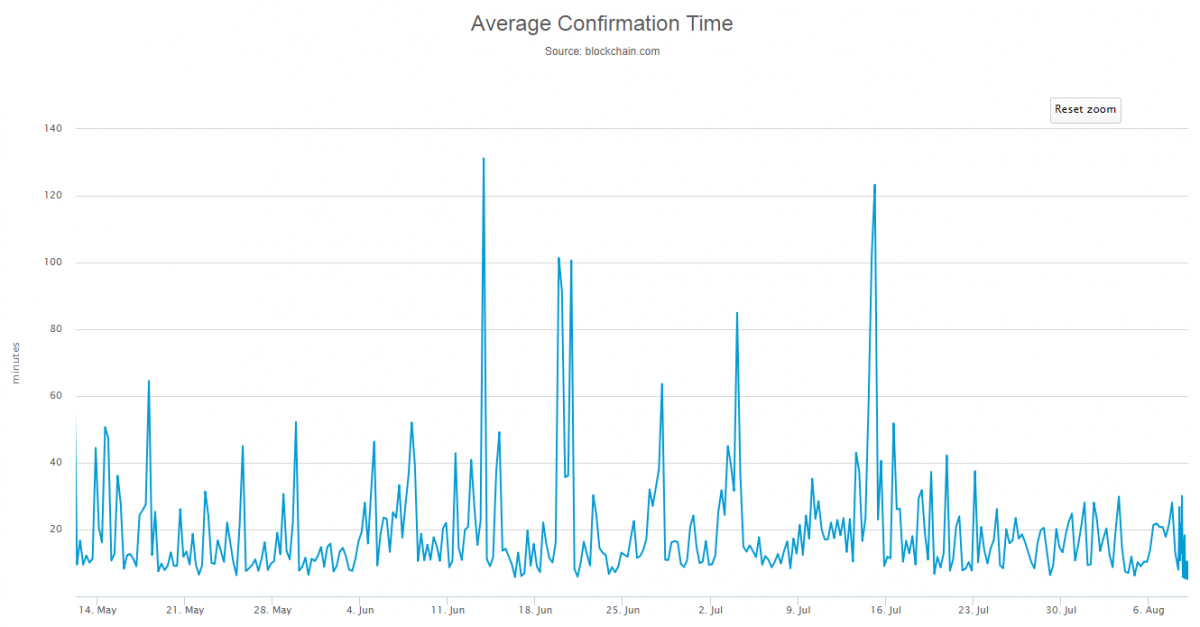 Average Confirmation Time
Source: blockchain.com
Reset zoom
140
120
100
80
60
40
20
minutes
14. May 21. May 28. May 4. Jun 11. Jun 18. Jun 25. Jun 2. Jul 9. Jul 16. Jul 23. Jul 30. Jul 6. Aug